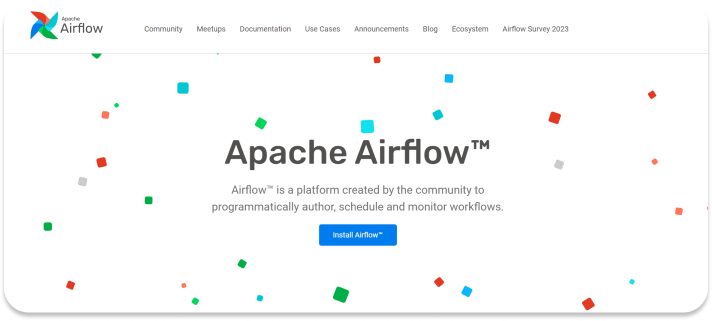 Apache
Airflow
Community Meetups Documentation Use Cases Announcements Blog Ecosystem Airflow Survey 2023
Apache Airflow™
Airflow™ is a platform created by the community to
programmatically author, schedule and monitor workflows.
Install Airflow™